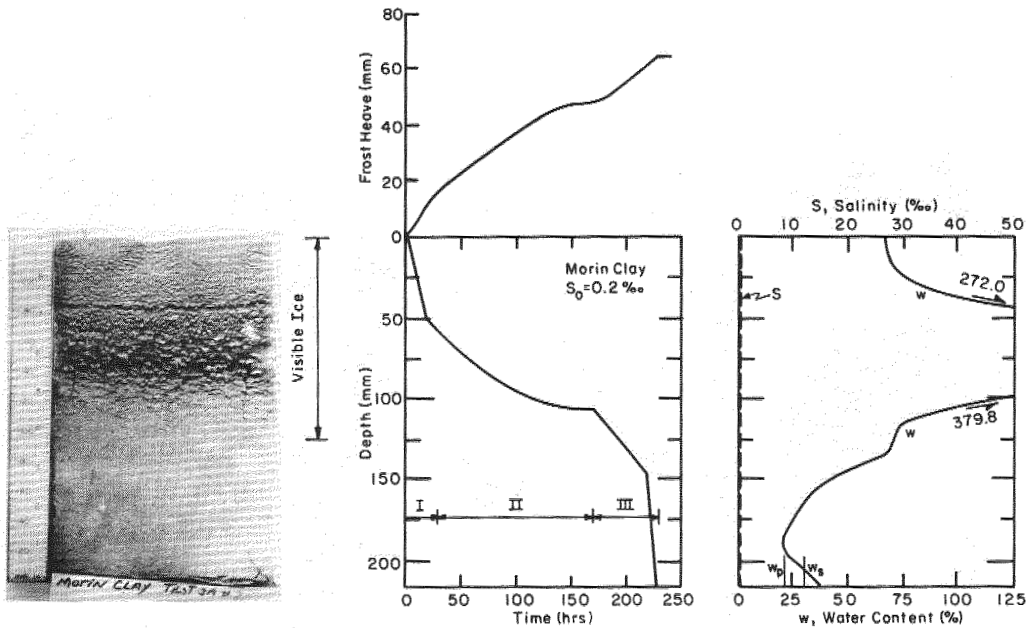 MORIN CLAY TEST
Visible Ice
Frost Heave (mm)
80
60
40
20
0
Depth (mm)
50
100
150
200
Morin Clay
S₀=0.2 ‰
I
II
III
0
50
100
150
200
250
Time (hrs)
S, Salinity (‰)
0
10
20
30
40
50
S
w
272.0
w
379.8
wₚ
wₛ
0
25
50
75
100
125
w, Water Content (%)